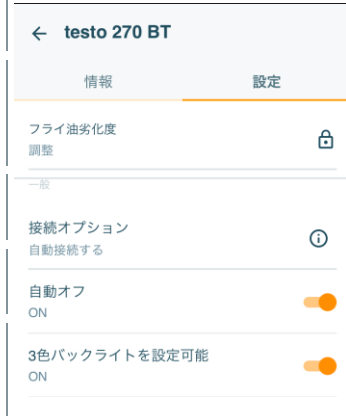 testo 270 BT
情報 設定
フライ油劣化度
調整
一般
接続オプション
自動接続する
自動オフ
ON
3色バックライトを設定可能
ON